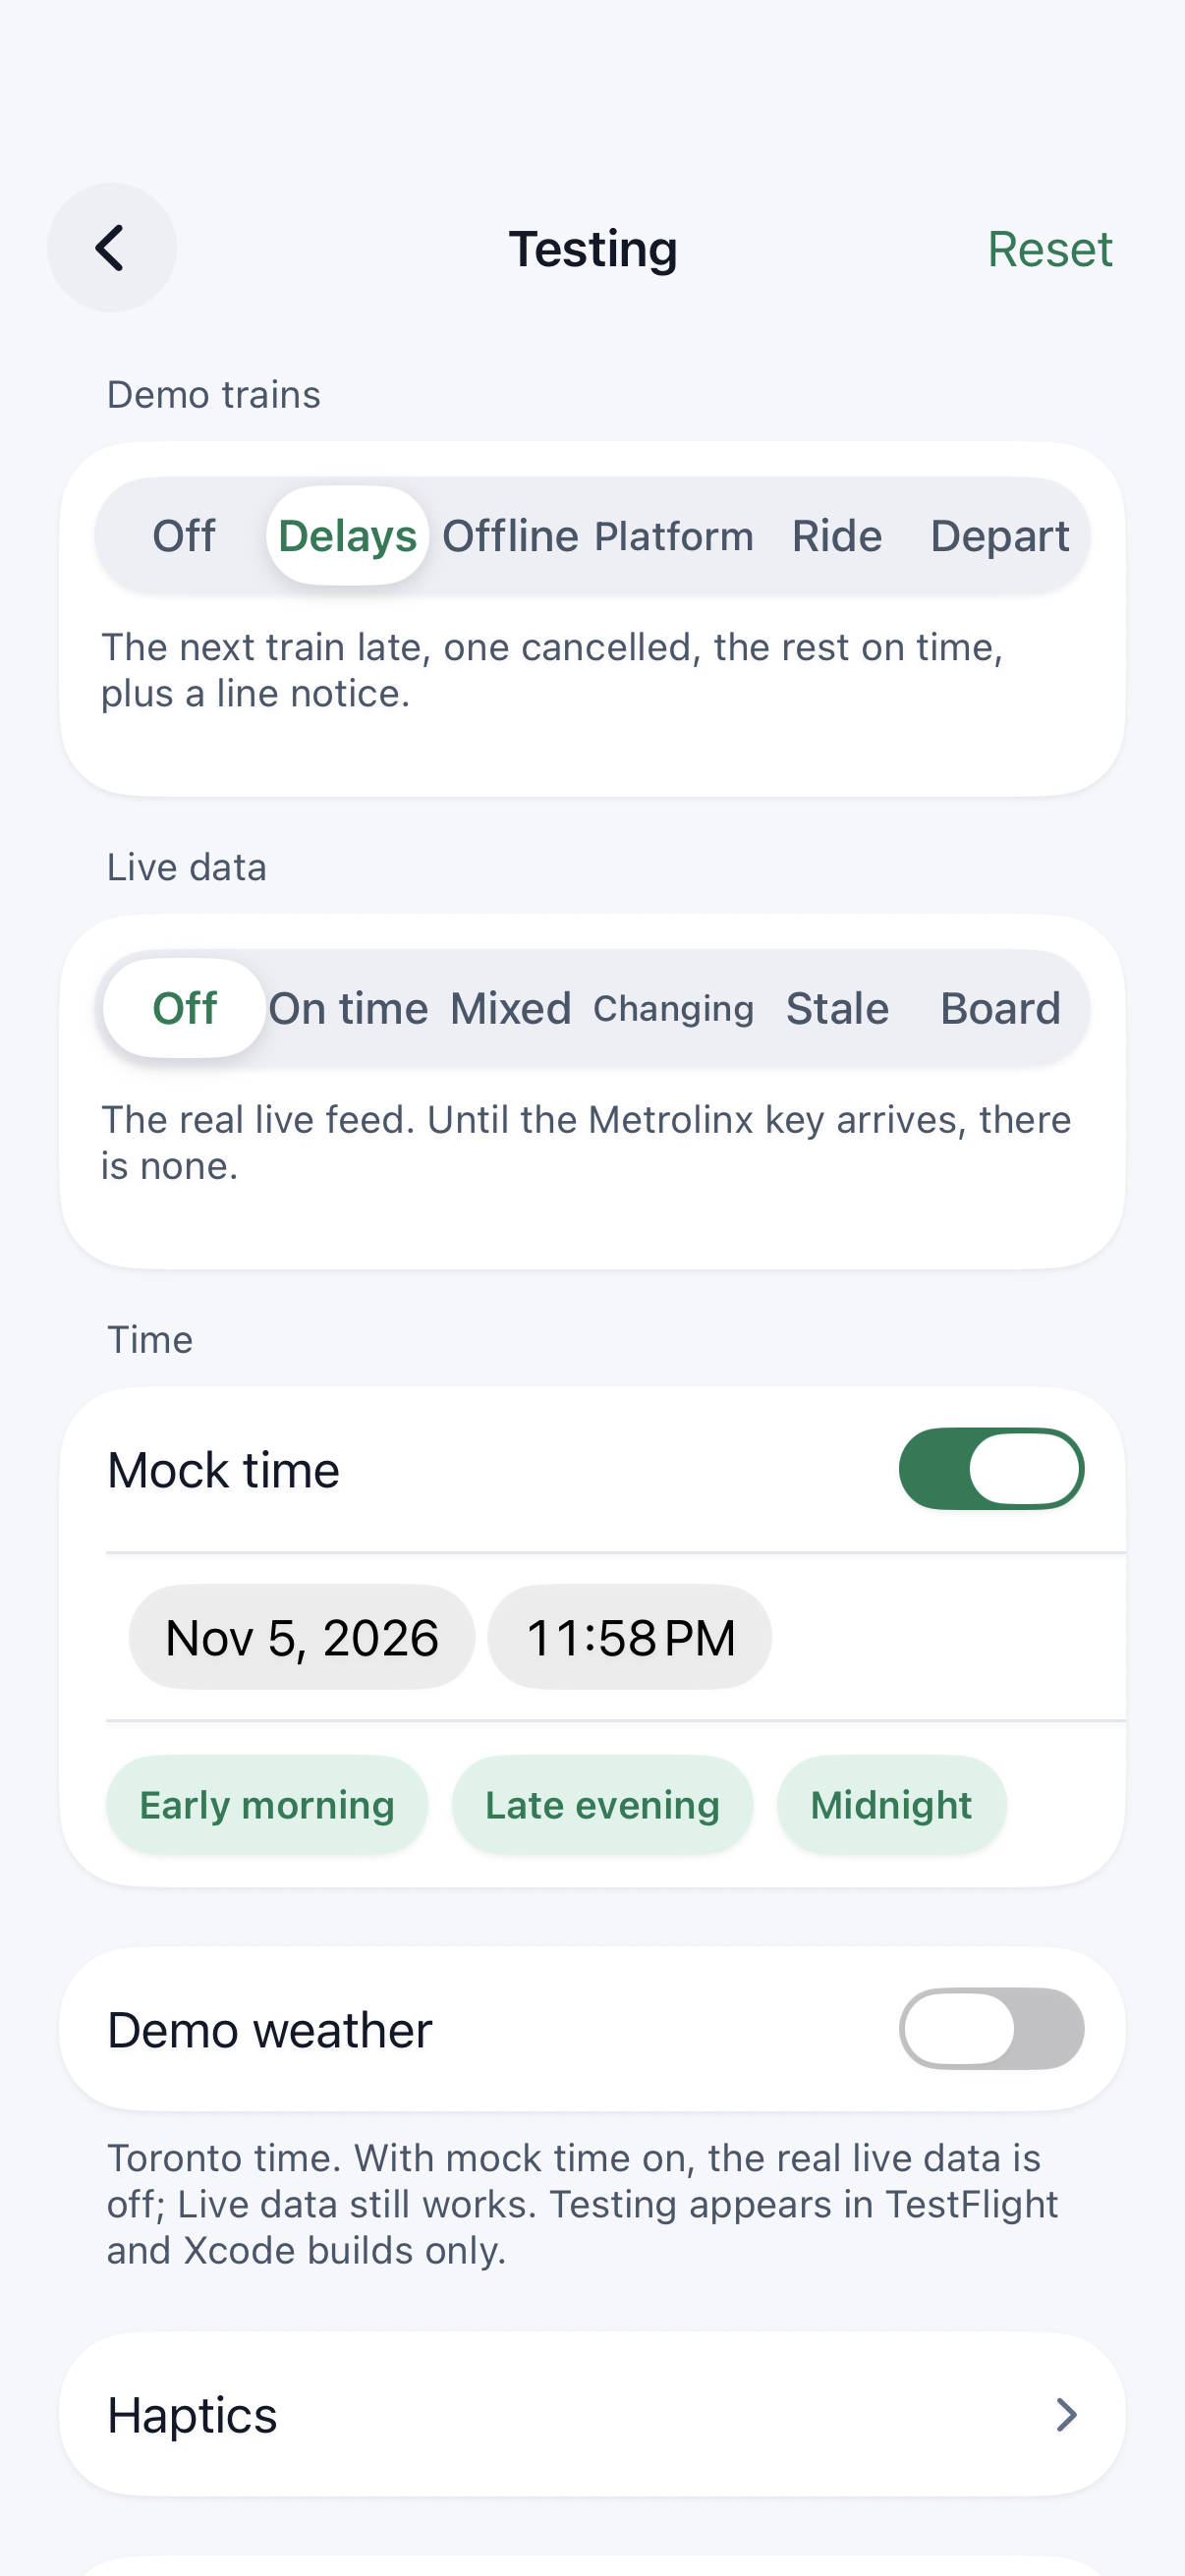 Testing
Reset
Demo trains
Off Delays Offline Platform Ride Depart
The next train late, one cancelled, the rest on time,
plus a line notice.
Live data
Off On time Mixed Changing Stale Board
The real live feed. Until the Metrolinx key arrives, there
is none.
Time
Mock time
Nov 5, 2026 11:58 PM
Early morning Late evening Midnight
Demo weather
Toronto time. With mock time on, the real live data is
off; Live data still works. Testing appears in TestFlight
and Xcode builds only.
Haptics